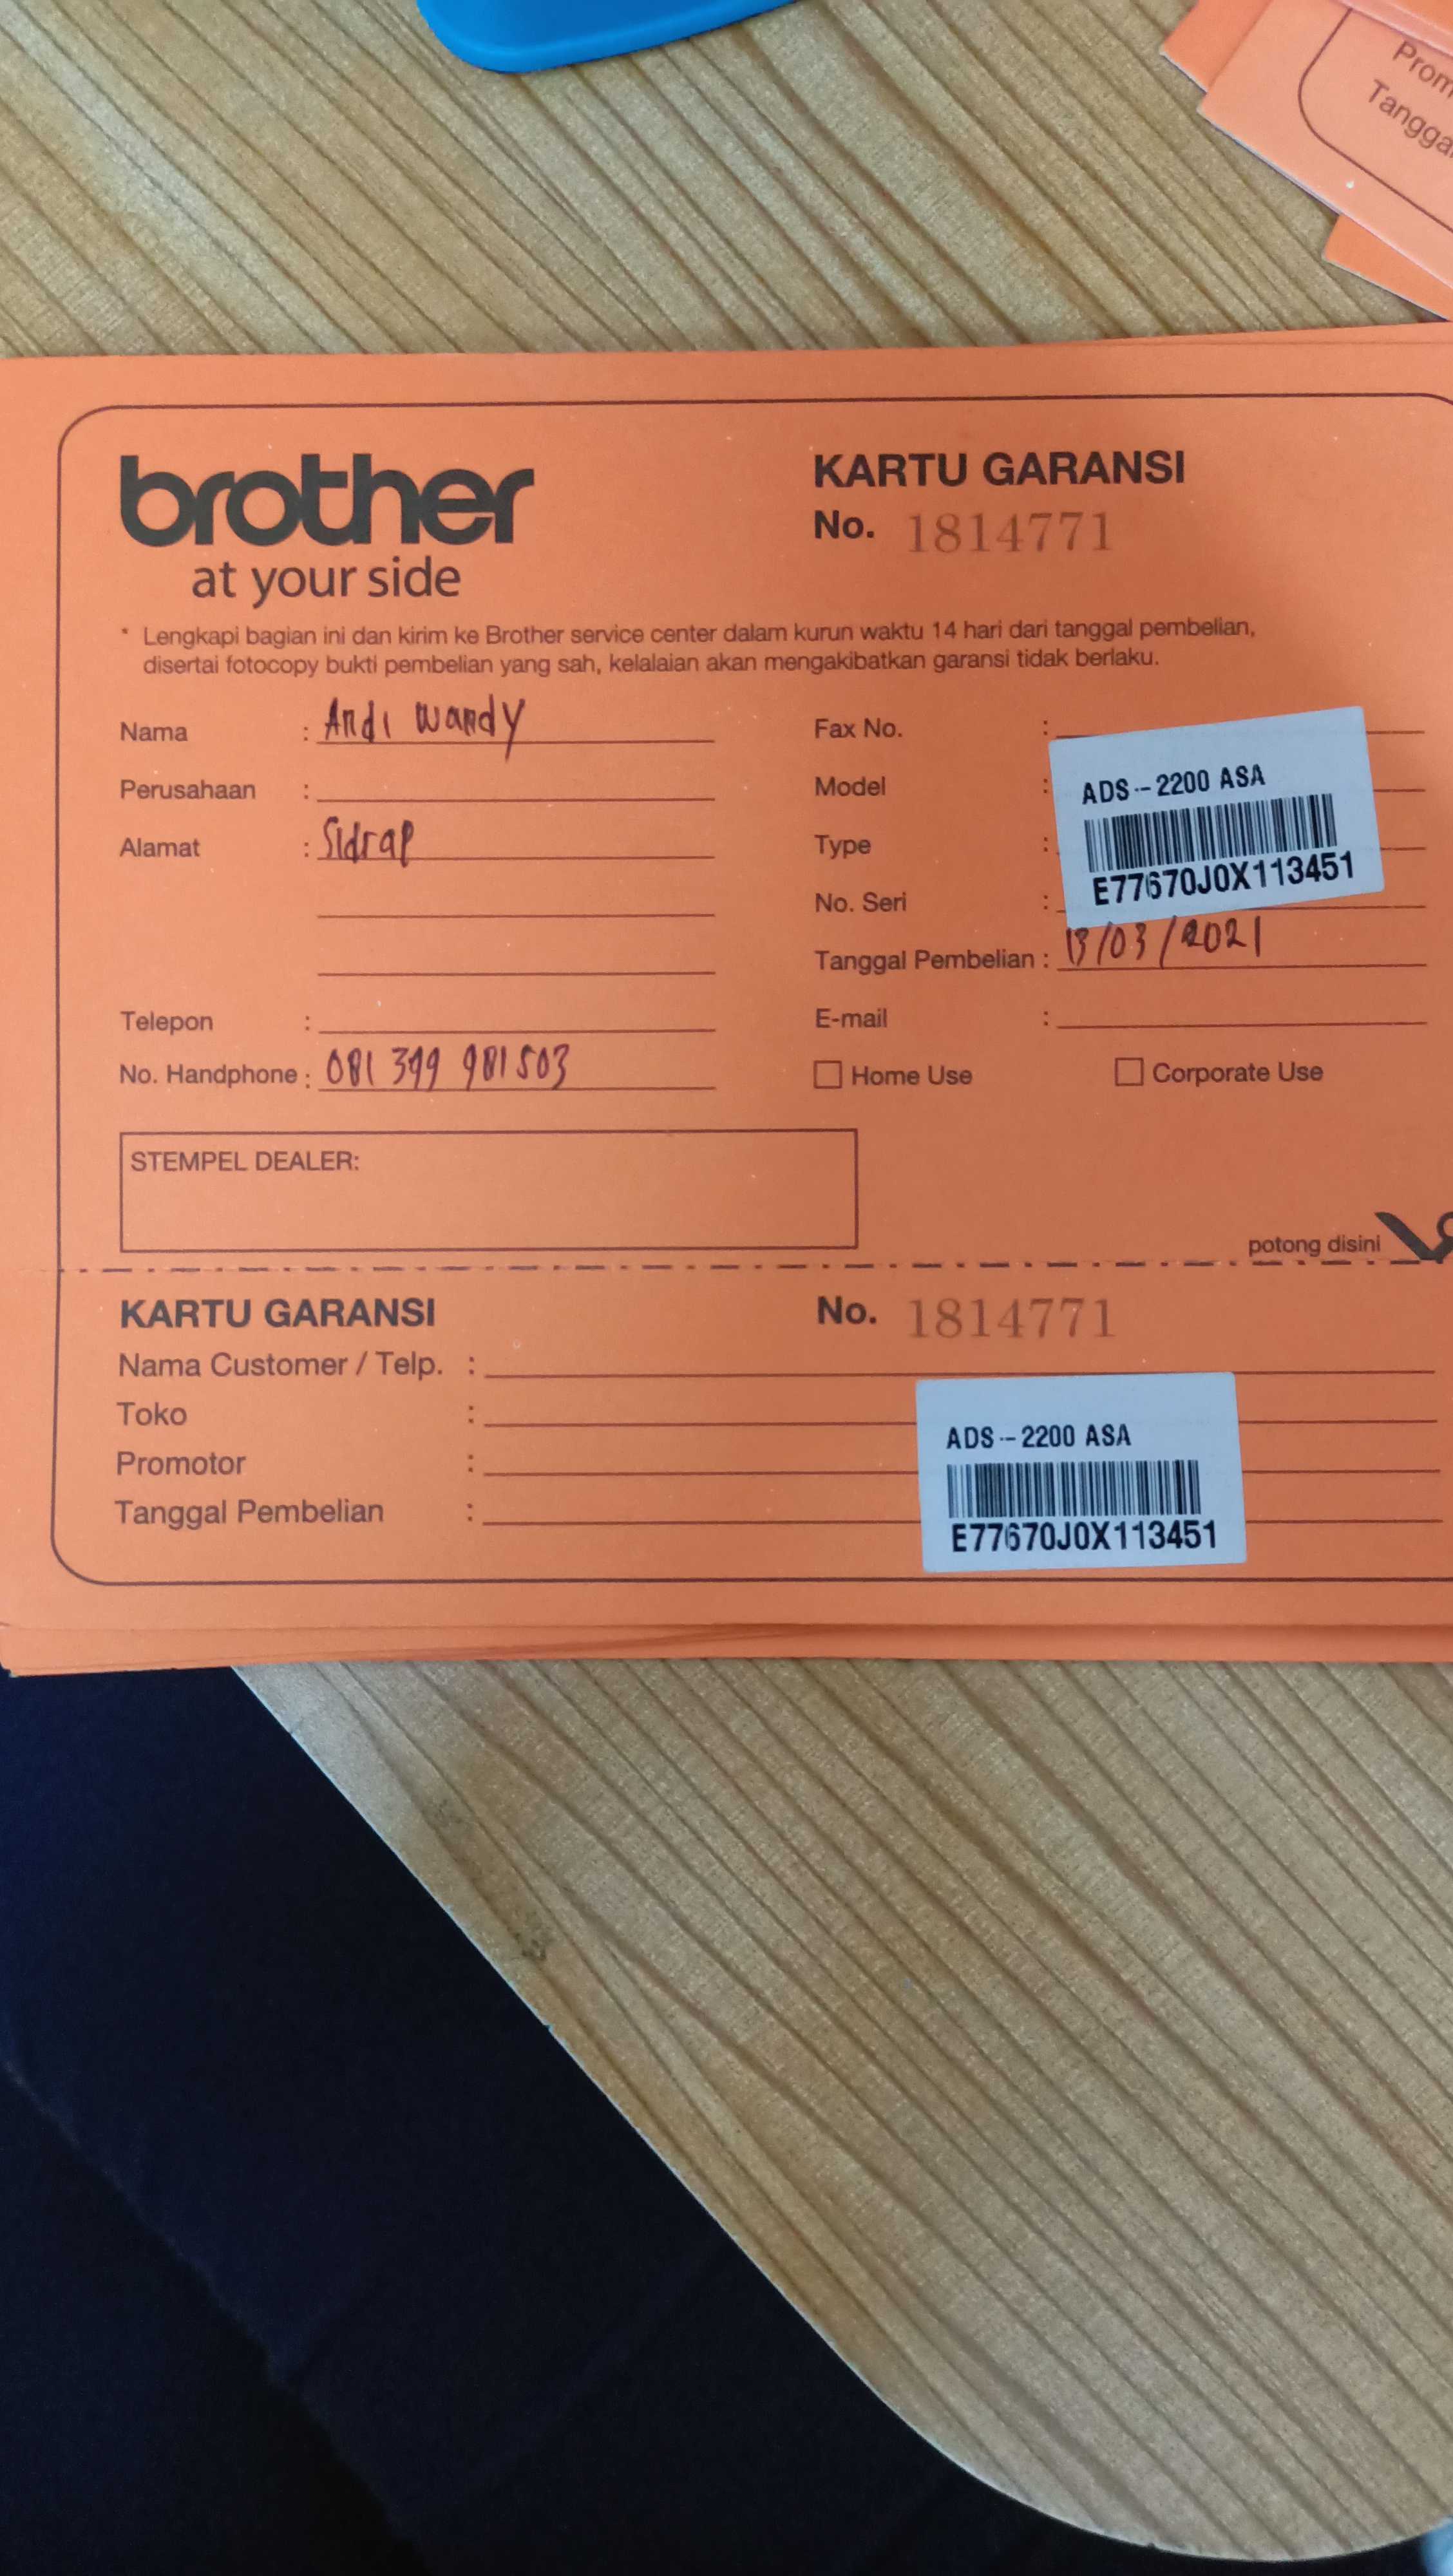 Prom
Tangga
brother
at your side
KARTU GARANSI
No. 1814771
* Lengkapi bagian ini dan kirim ke Brother service center dalam kurun waktu 14 hari dari tanggal pembelian,
disertai fotocopy bukti pembelian yang sah, kelalaian akan mengakibatkan garansi tidak berlaku.
Nama : Andi Wandy
Perusahaan :
Alamat : Sidrap
Telepon :
No. Handphone : 081 399 981503
Fax No. :
Model :
Type :
No. Seri :
ADS -- 2200 ASA
E77670J0X113451
Tanggal Pembelian : 13/03/2021
E-mail :
Home Use
Corporate Use
STEMPEL DEALER:
potong disini
KARTU GARANSI
No. 1814771
Nama Customer / Telp. :
Toko :
Promotor :
Tanggal Pembelian :
ADS -- 2200 ASA
E77670J0X113451